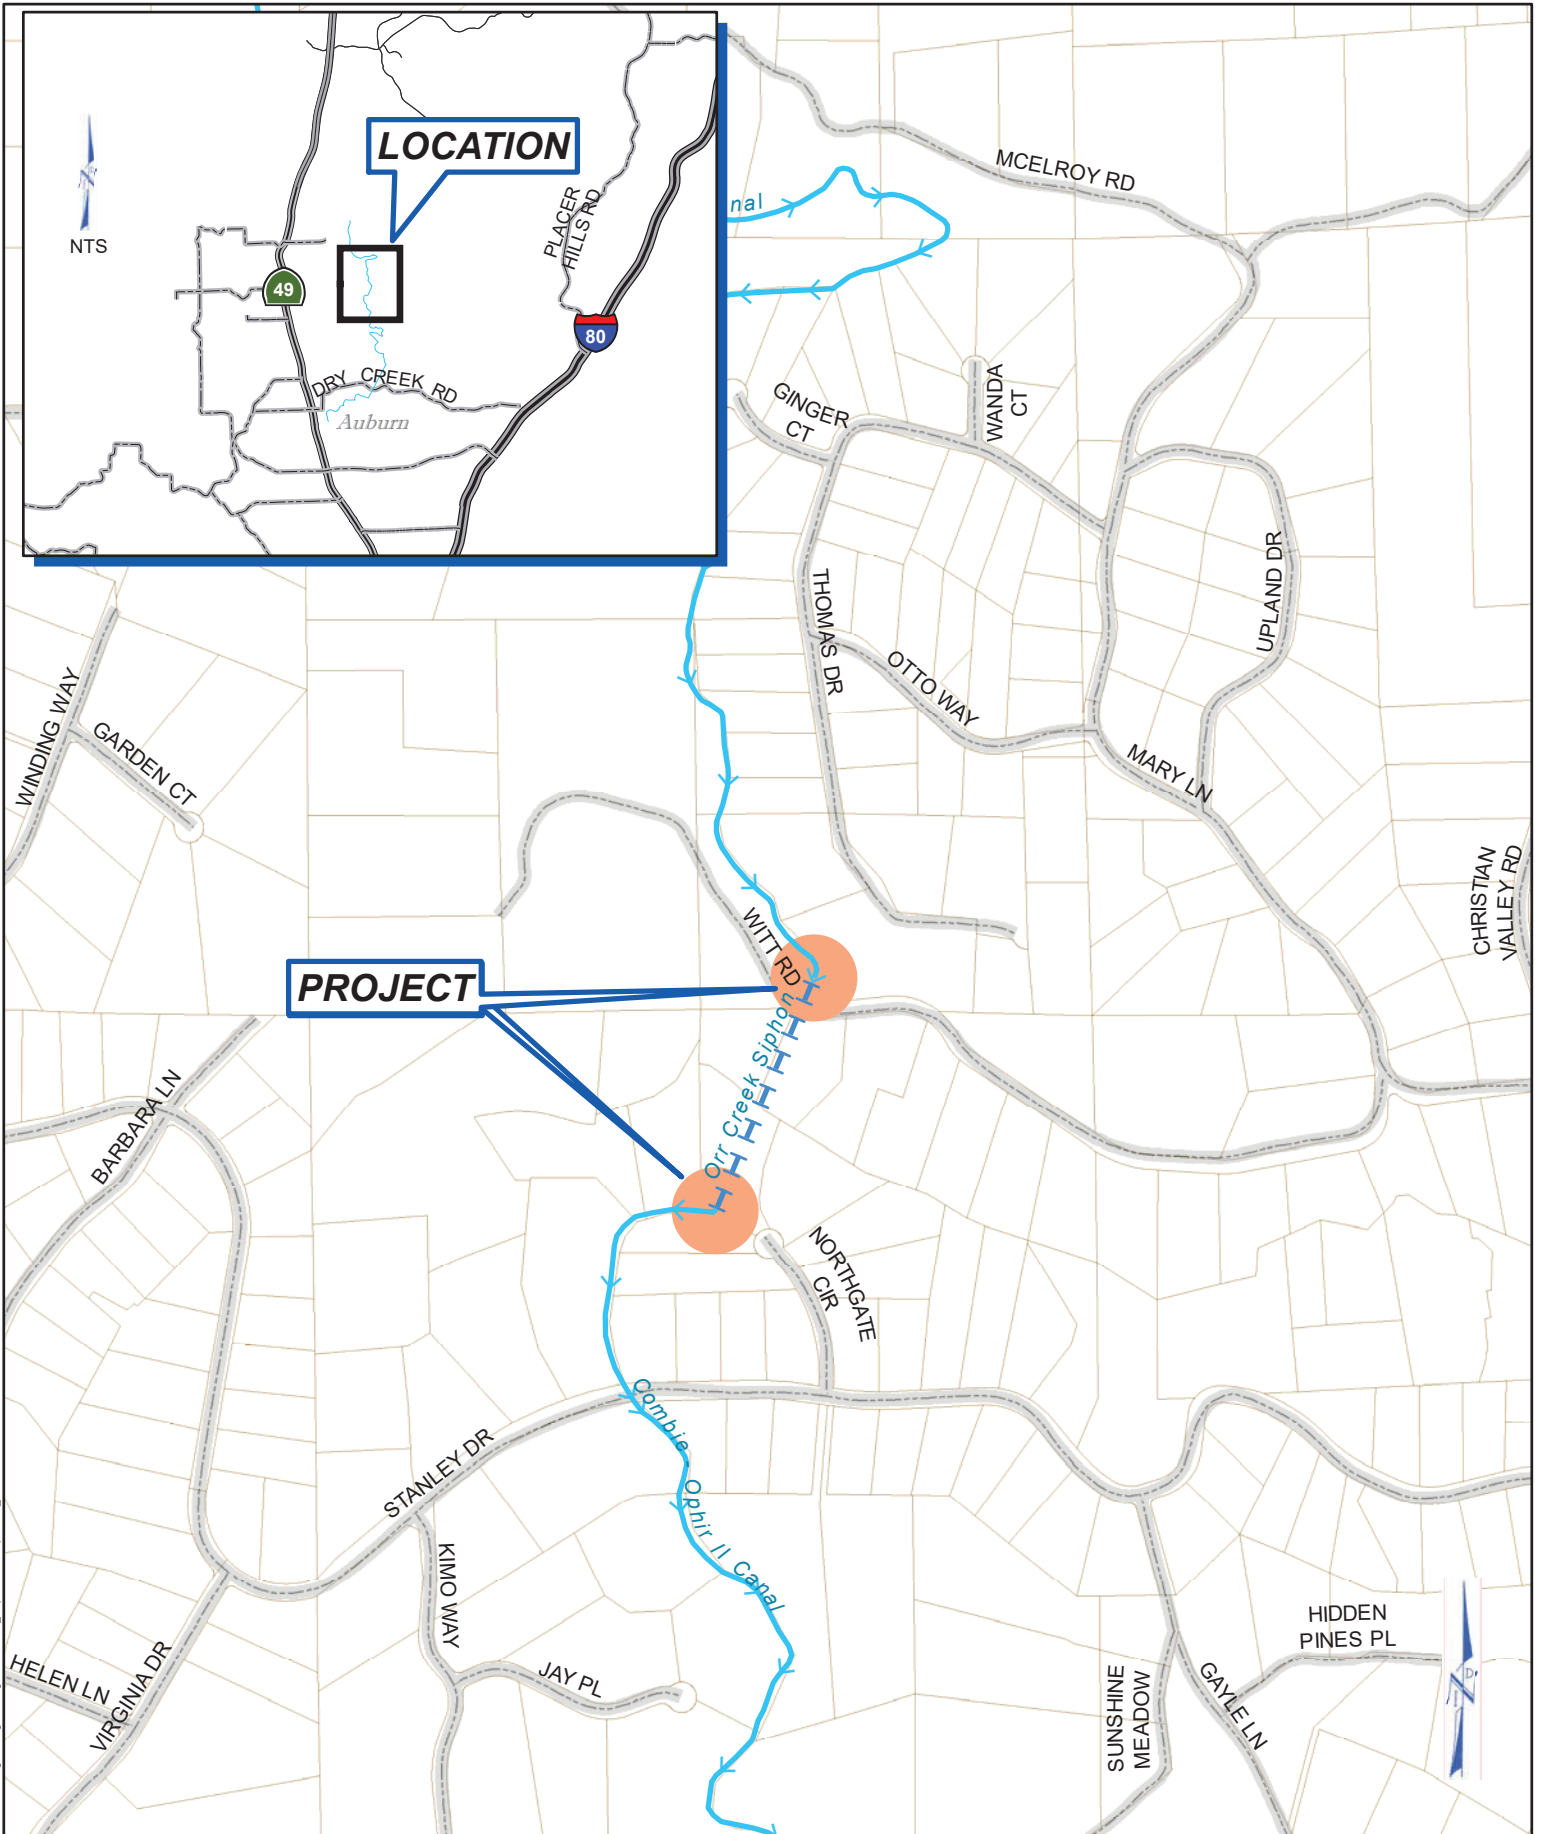 LOCATION
NTS
PLACER
HILLS RD
49
80
DRY CREEK RD
Auburn
nal
MCELROY RD
GINGER
CT
WANDA
CT
THOMAS DR
OTTO WAY
UPLAND DR
MARY LN
WINDING WAY
GARDEN CT
CHRISTIAN
VALLEY RD
WITT RD
PROJECT
Orr Creek Siphon
BARBARA LN
NORTHGATE
CIR
Combie - Ophir II Canal
STANLEY DR
KIMO WAY
JAY PL
HELEN LN
VIRGINIA DR
HIDDEN
PINES PL
SUNSHINE
MEADOW
GAYLE LN